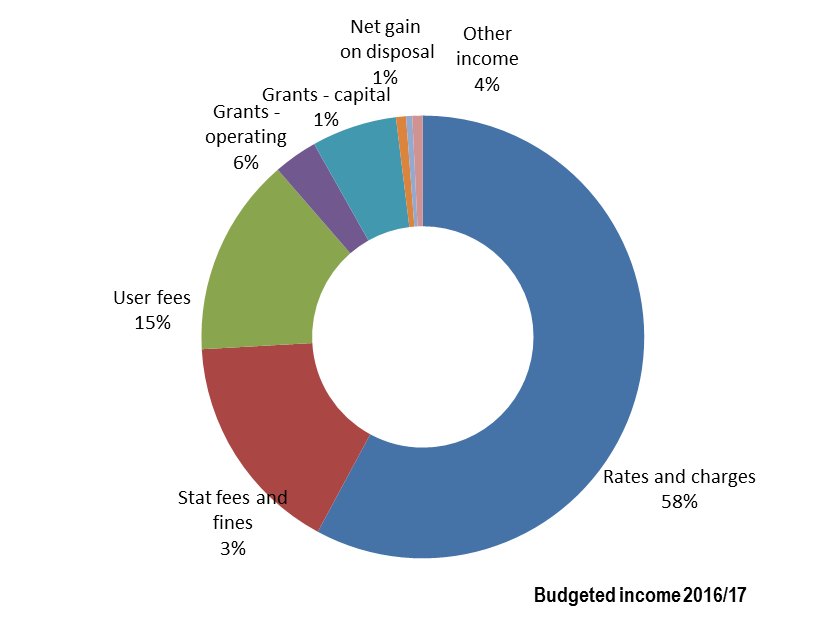 Net gain
on disposal
1%
Other
income
4%
Grants - capital
1%
Grants -
operating
6%
User fees
15%
Rates and charges
58%
Stat fees and
fines
3%
Budgeted income 2016/17